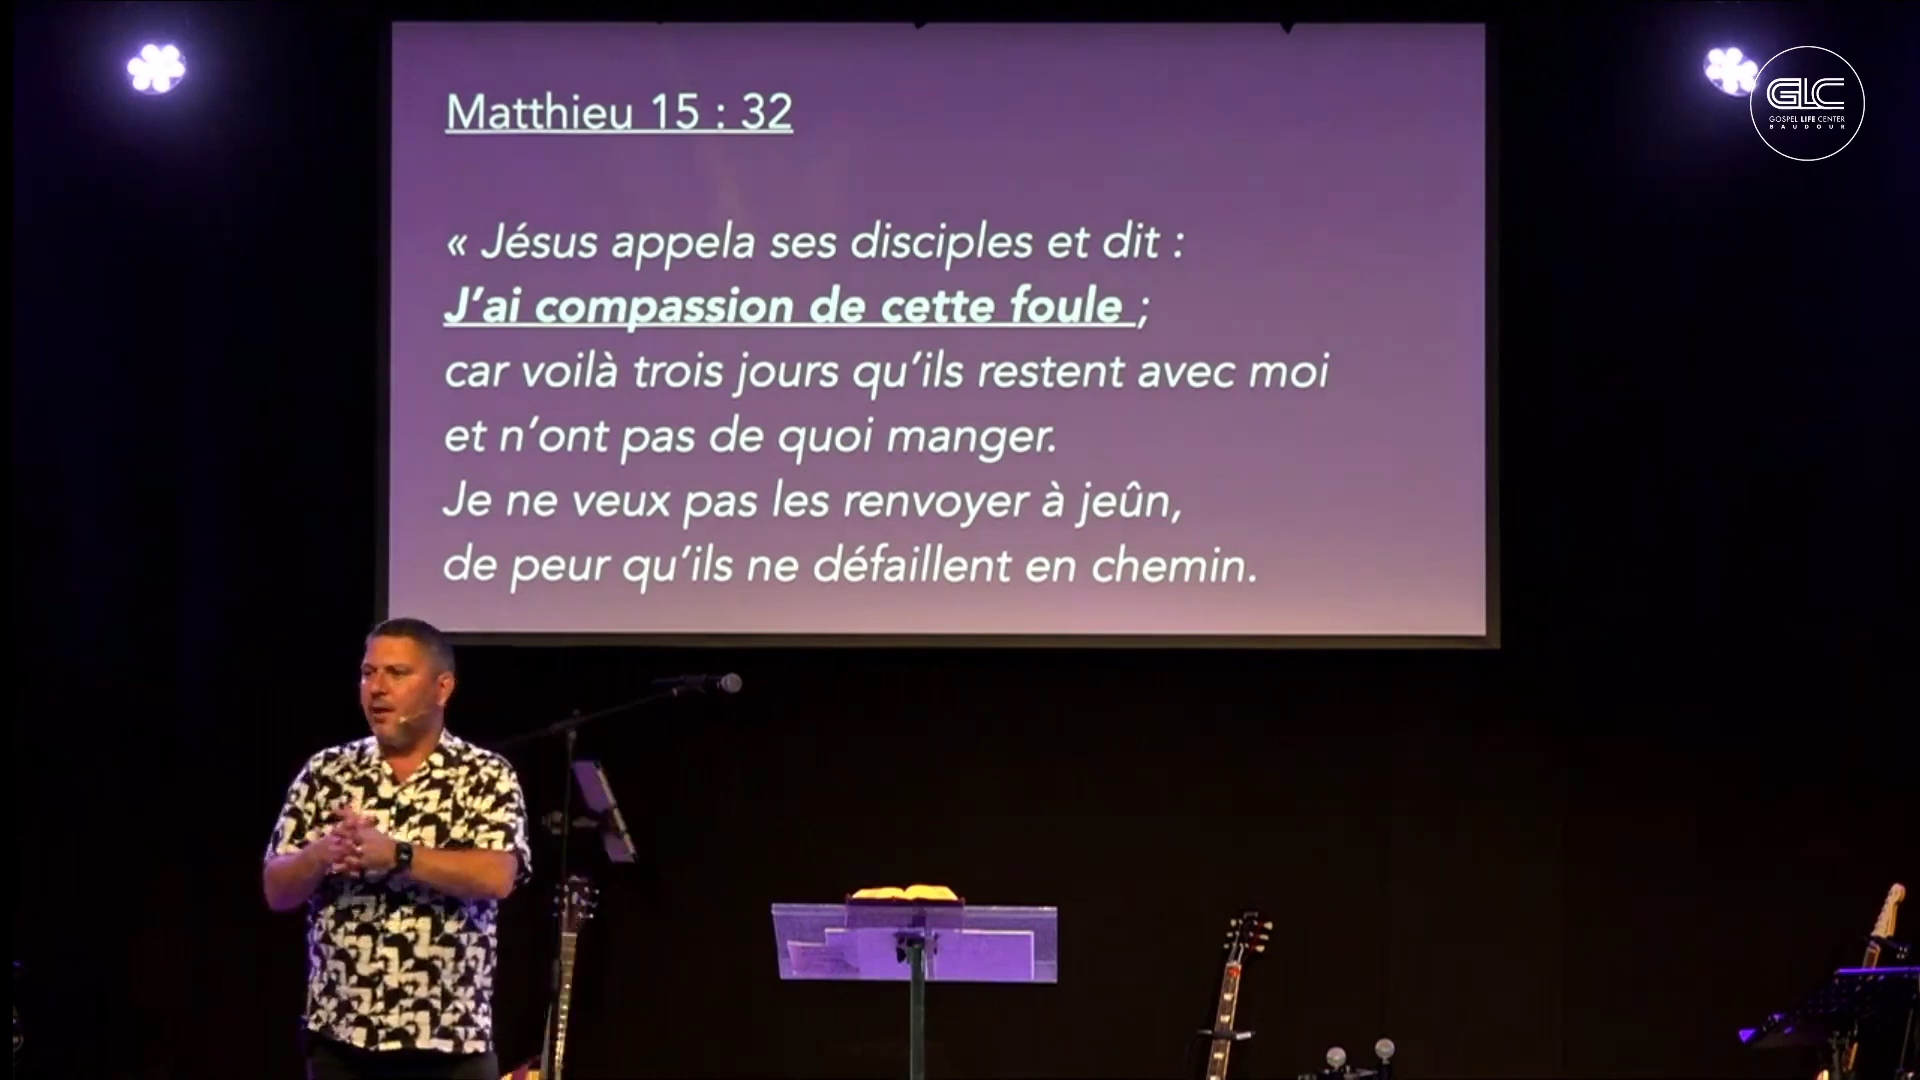 Matthieu 15 : 32
« Jésus appela ses disciples et dit :
J’ai compassion de cette foule ;
car voilà trois jours qu’ils restent avec moi
et n’ont pas de quoi manger.
Je ne veux pas les renvoyer à jeûn,
de peur qu’ils ne défaillent en chemin.
GLC
GOSPEL LIFE CENTER
BAUDOUR